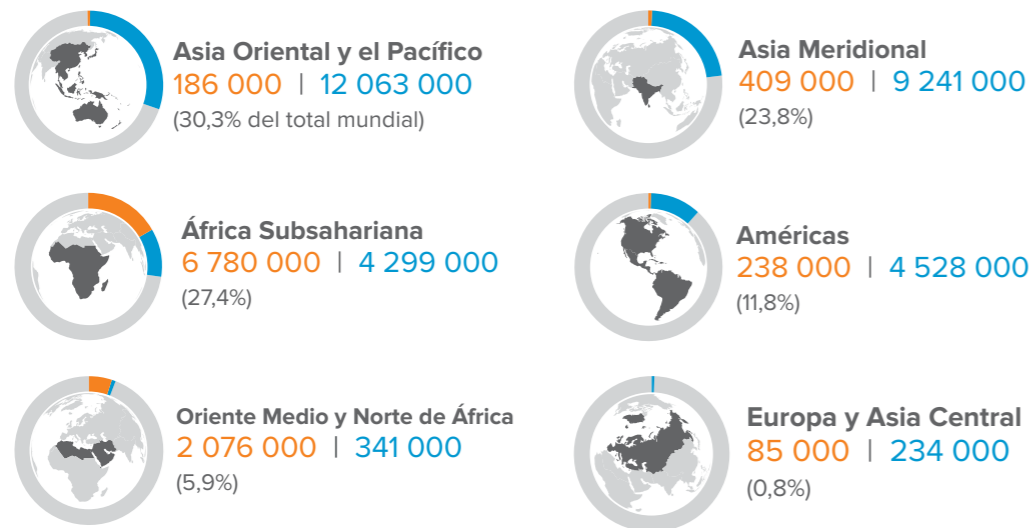 Asia Oriental y el Pacífico
186 000 | 12 063 000
(30,3% del total mundial)
Asia Meridional
409 000 | 9 241 000
(23,8%)
África Subsahariana
6 780 000 | 4 299 000
(27,4%)
Américas
238 000 | 4 528 000
(11,8%)
Oriente Medio y Norte de África
2 076 000 | 341 000
(5,9%)
Europa y Asia Central
85 000 | 234 000
(0,8%)